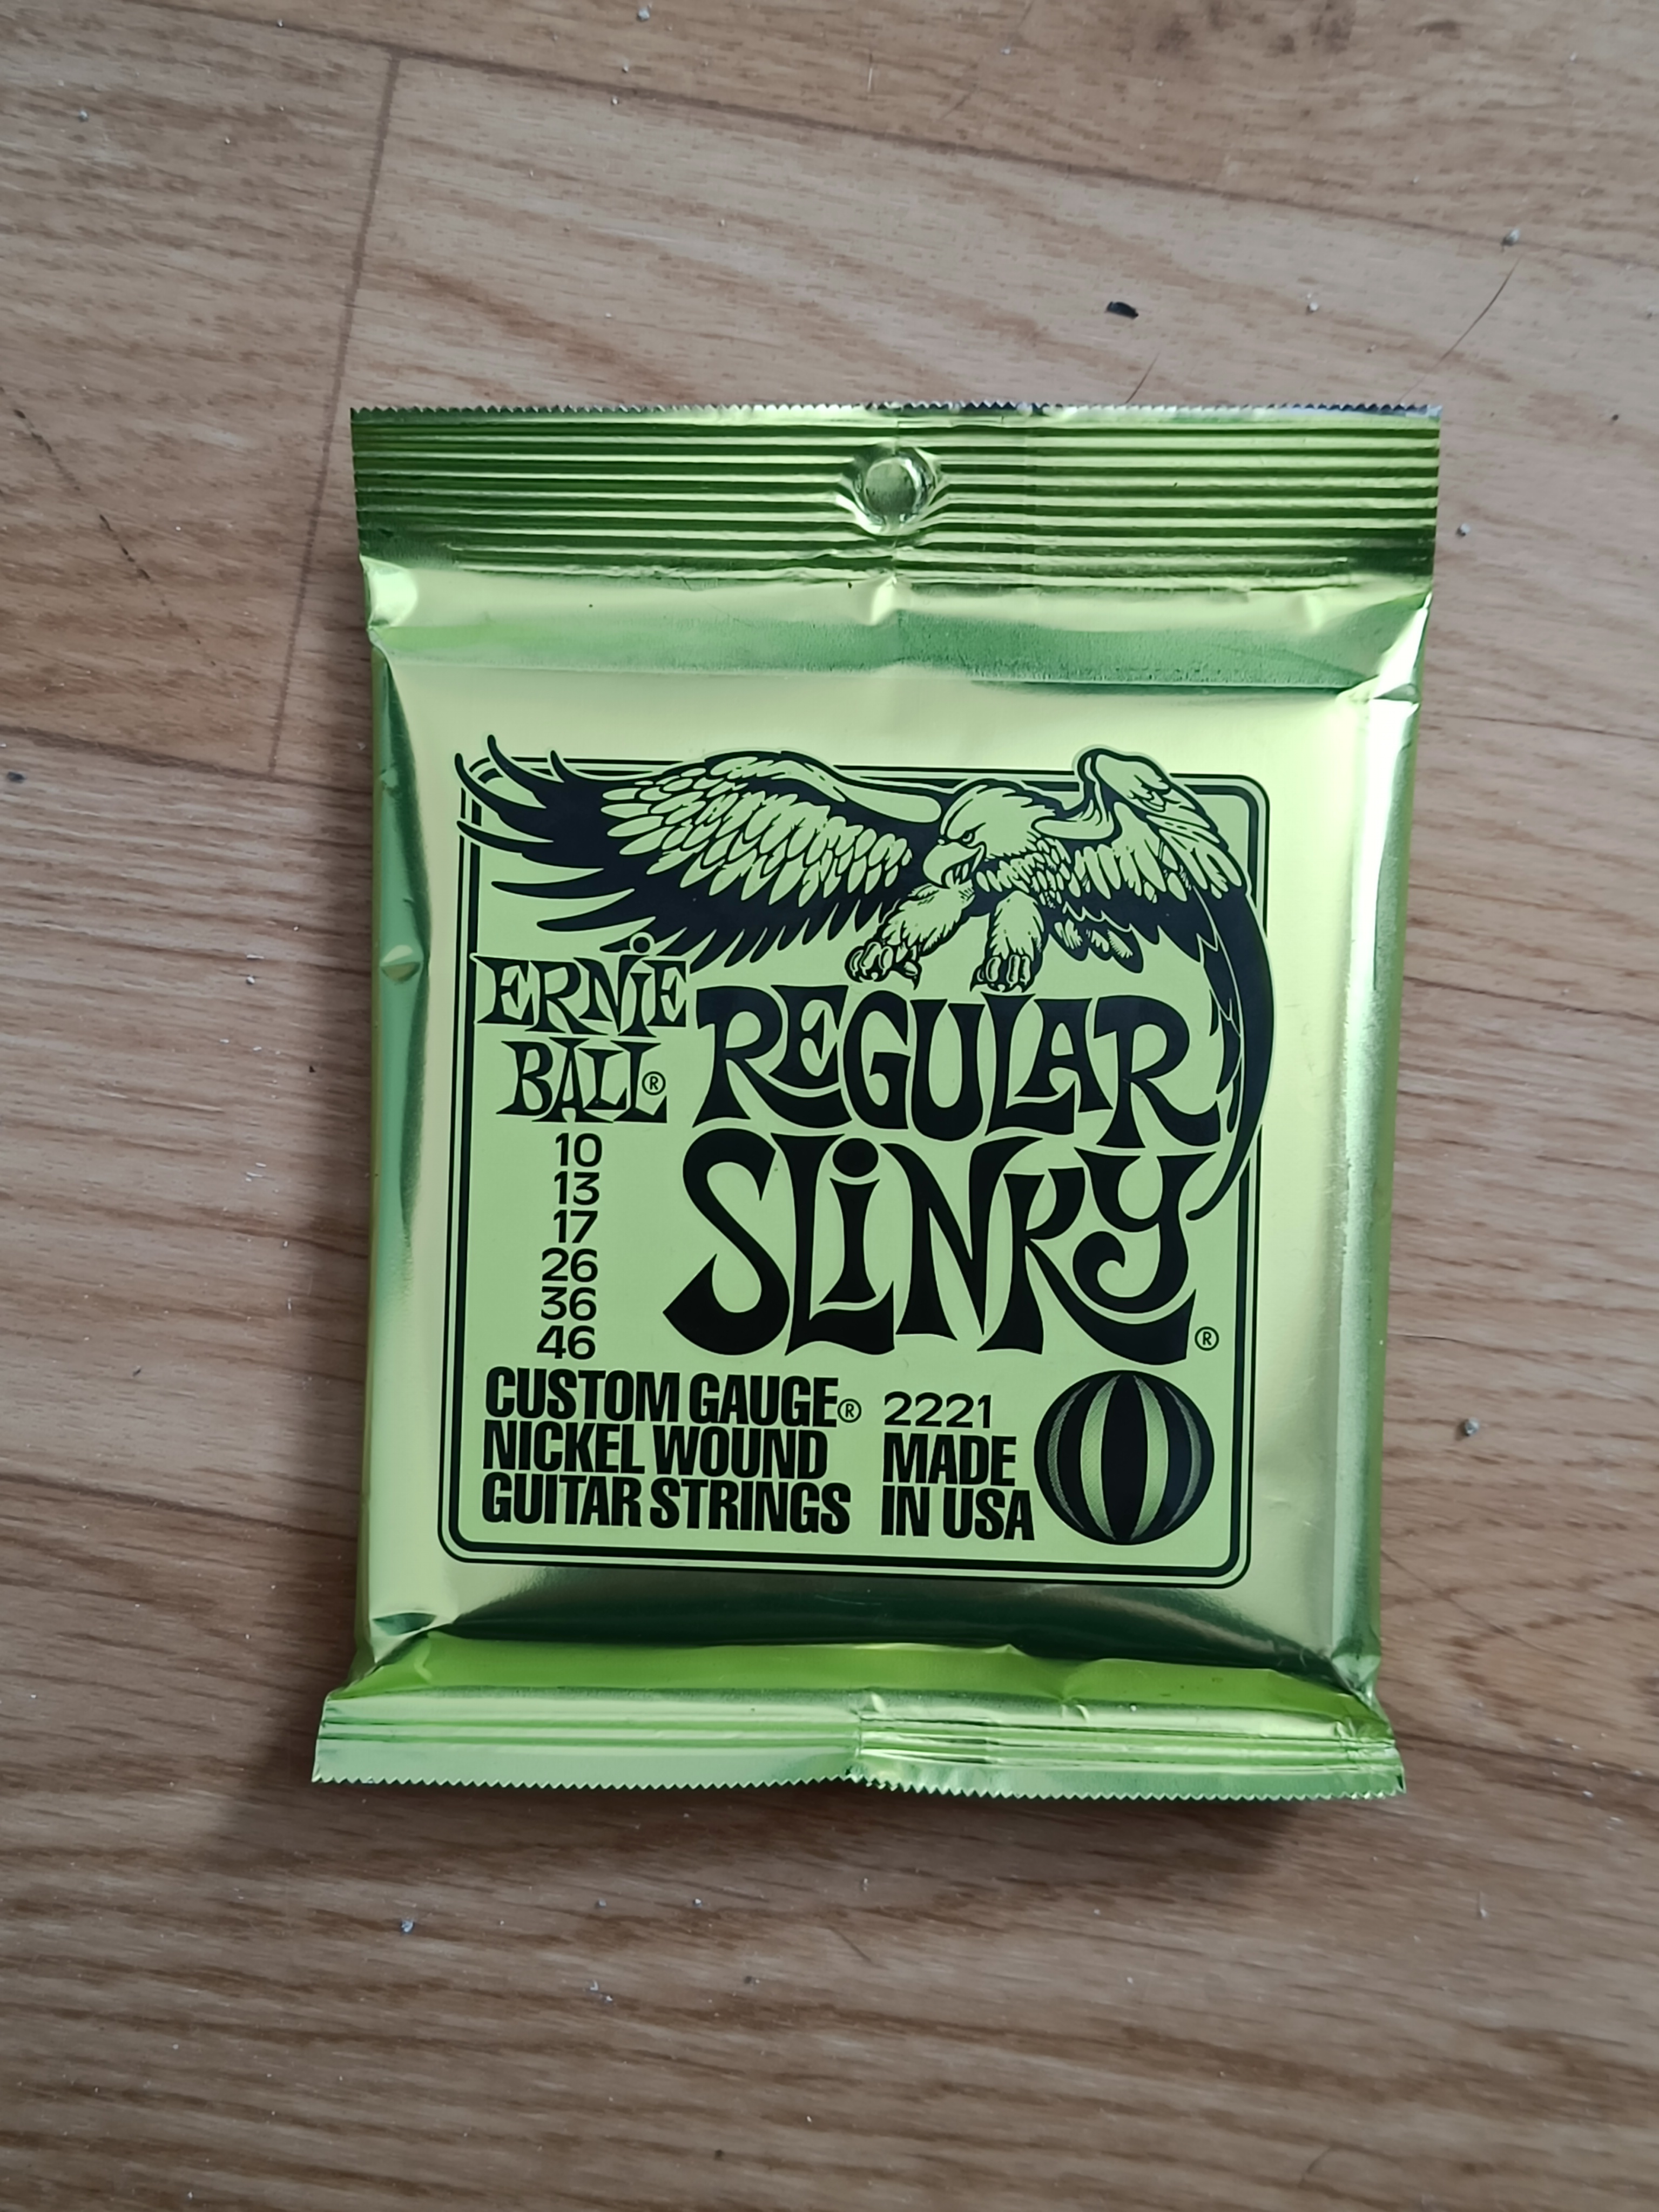 ERNiE
BALL®
REGULAR
SLiNKY®
10
13
17
26
36
46
CUSTOM GAUGE®
NICKEL WOUND
GUITAR STRINGS
2221
MADE
IN USA